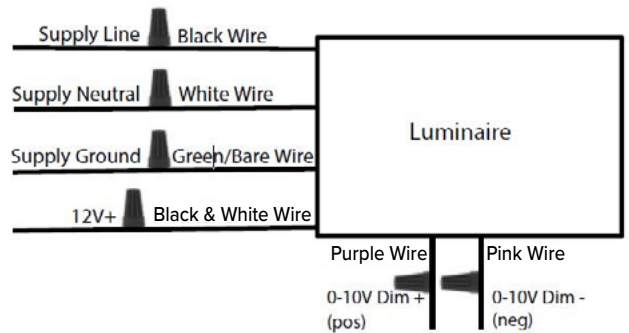 Supply Line Black Wire
Supply Neutral White Wire
Supply Ground Green/Bare Wire
Luminaire
12V+ Black & White Wire
Purple Wire Pink Wire
0-10V Dim + 0-10V Dim -
(pos) (neg)